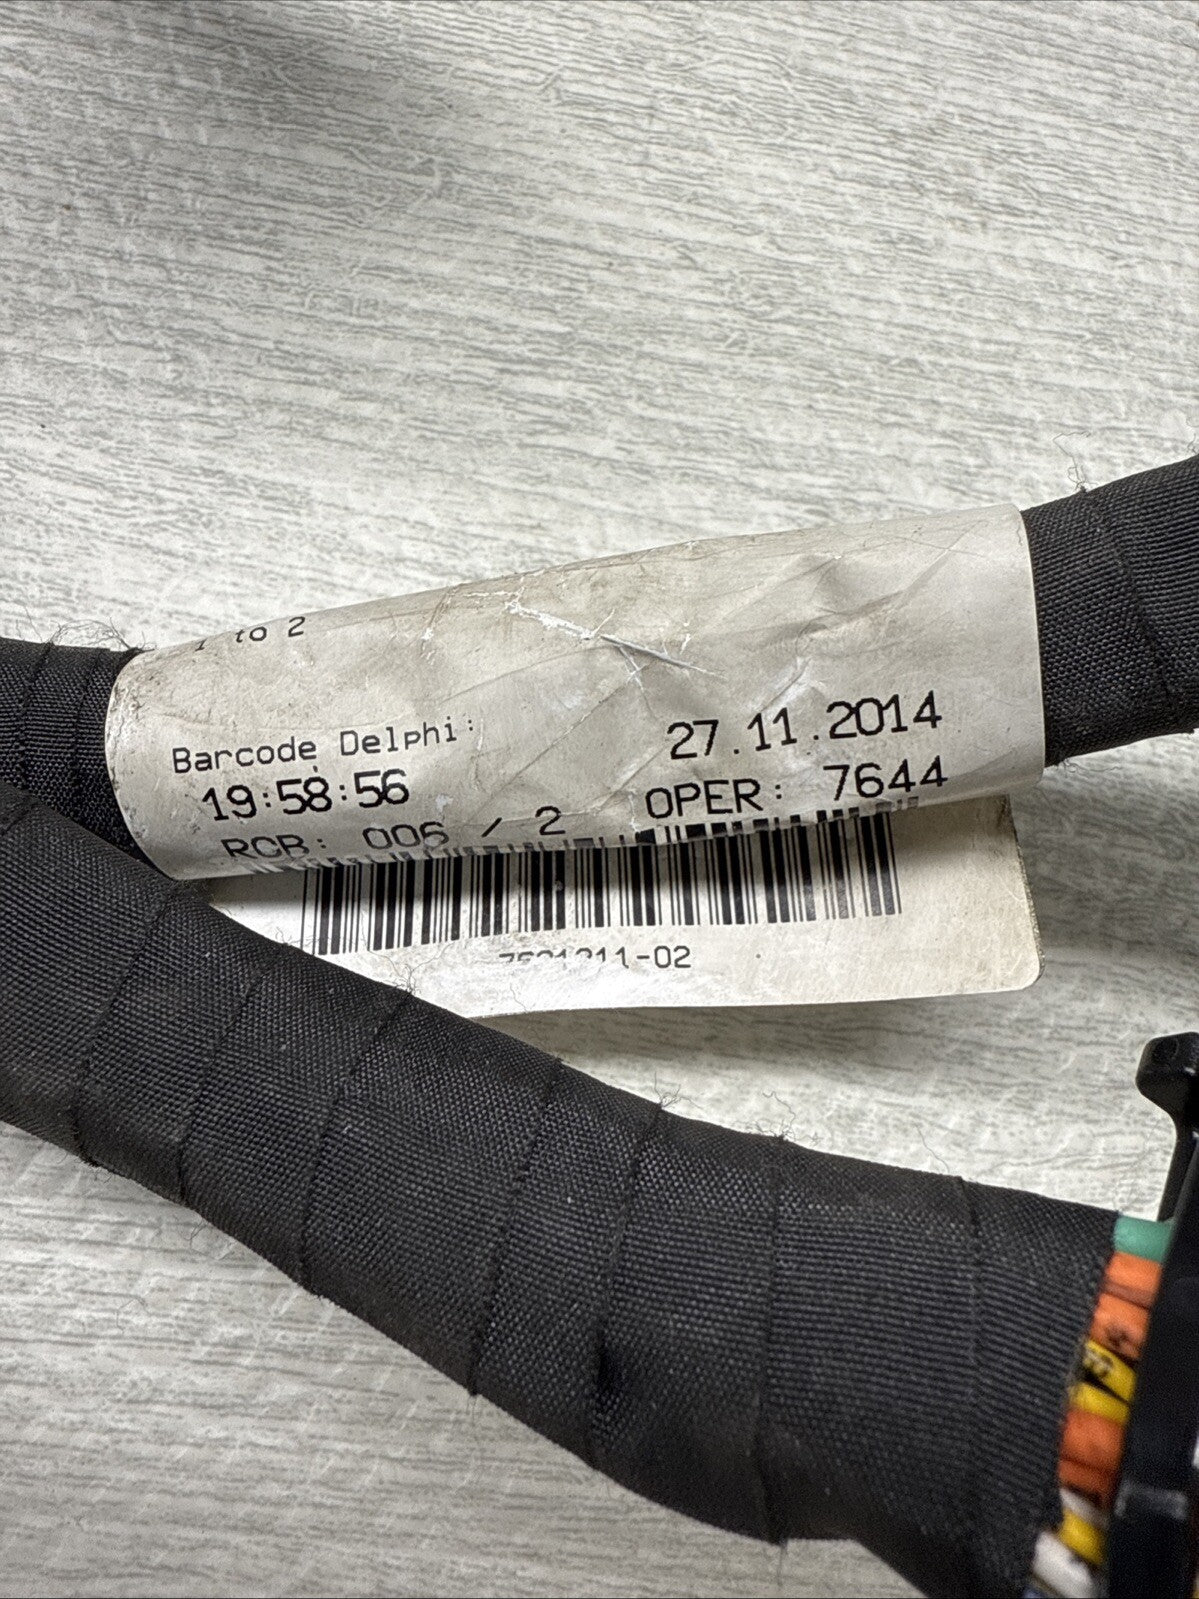 1 to 2
Barcode Delphi:
27.11.2014
19:58:56
OPER: 7644
RCB: 006 / 2